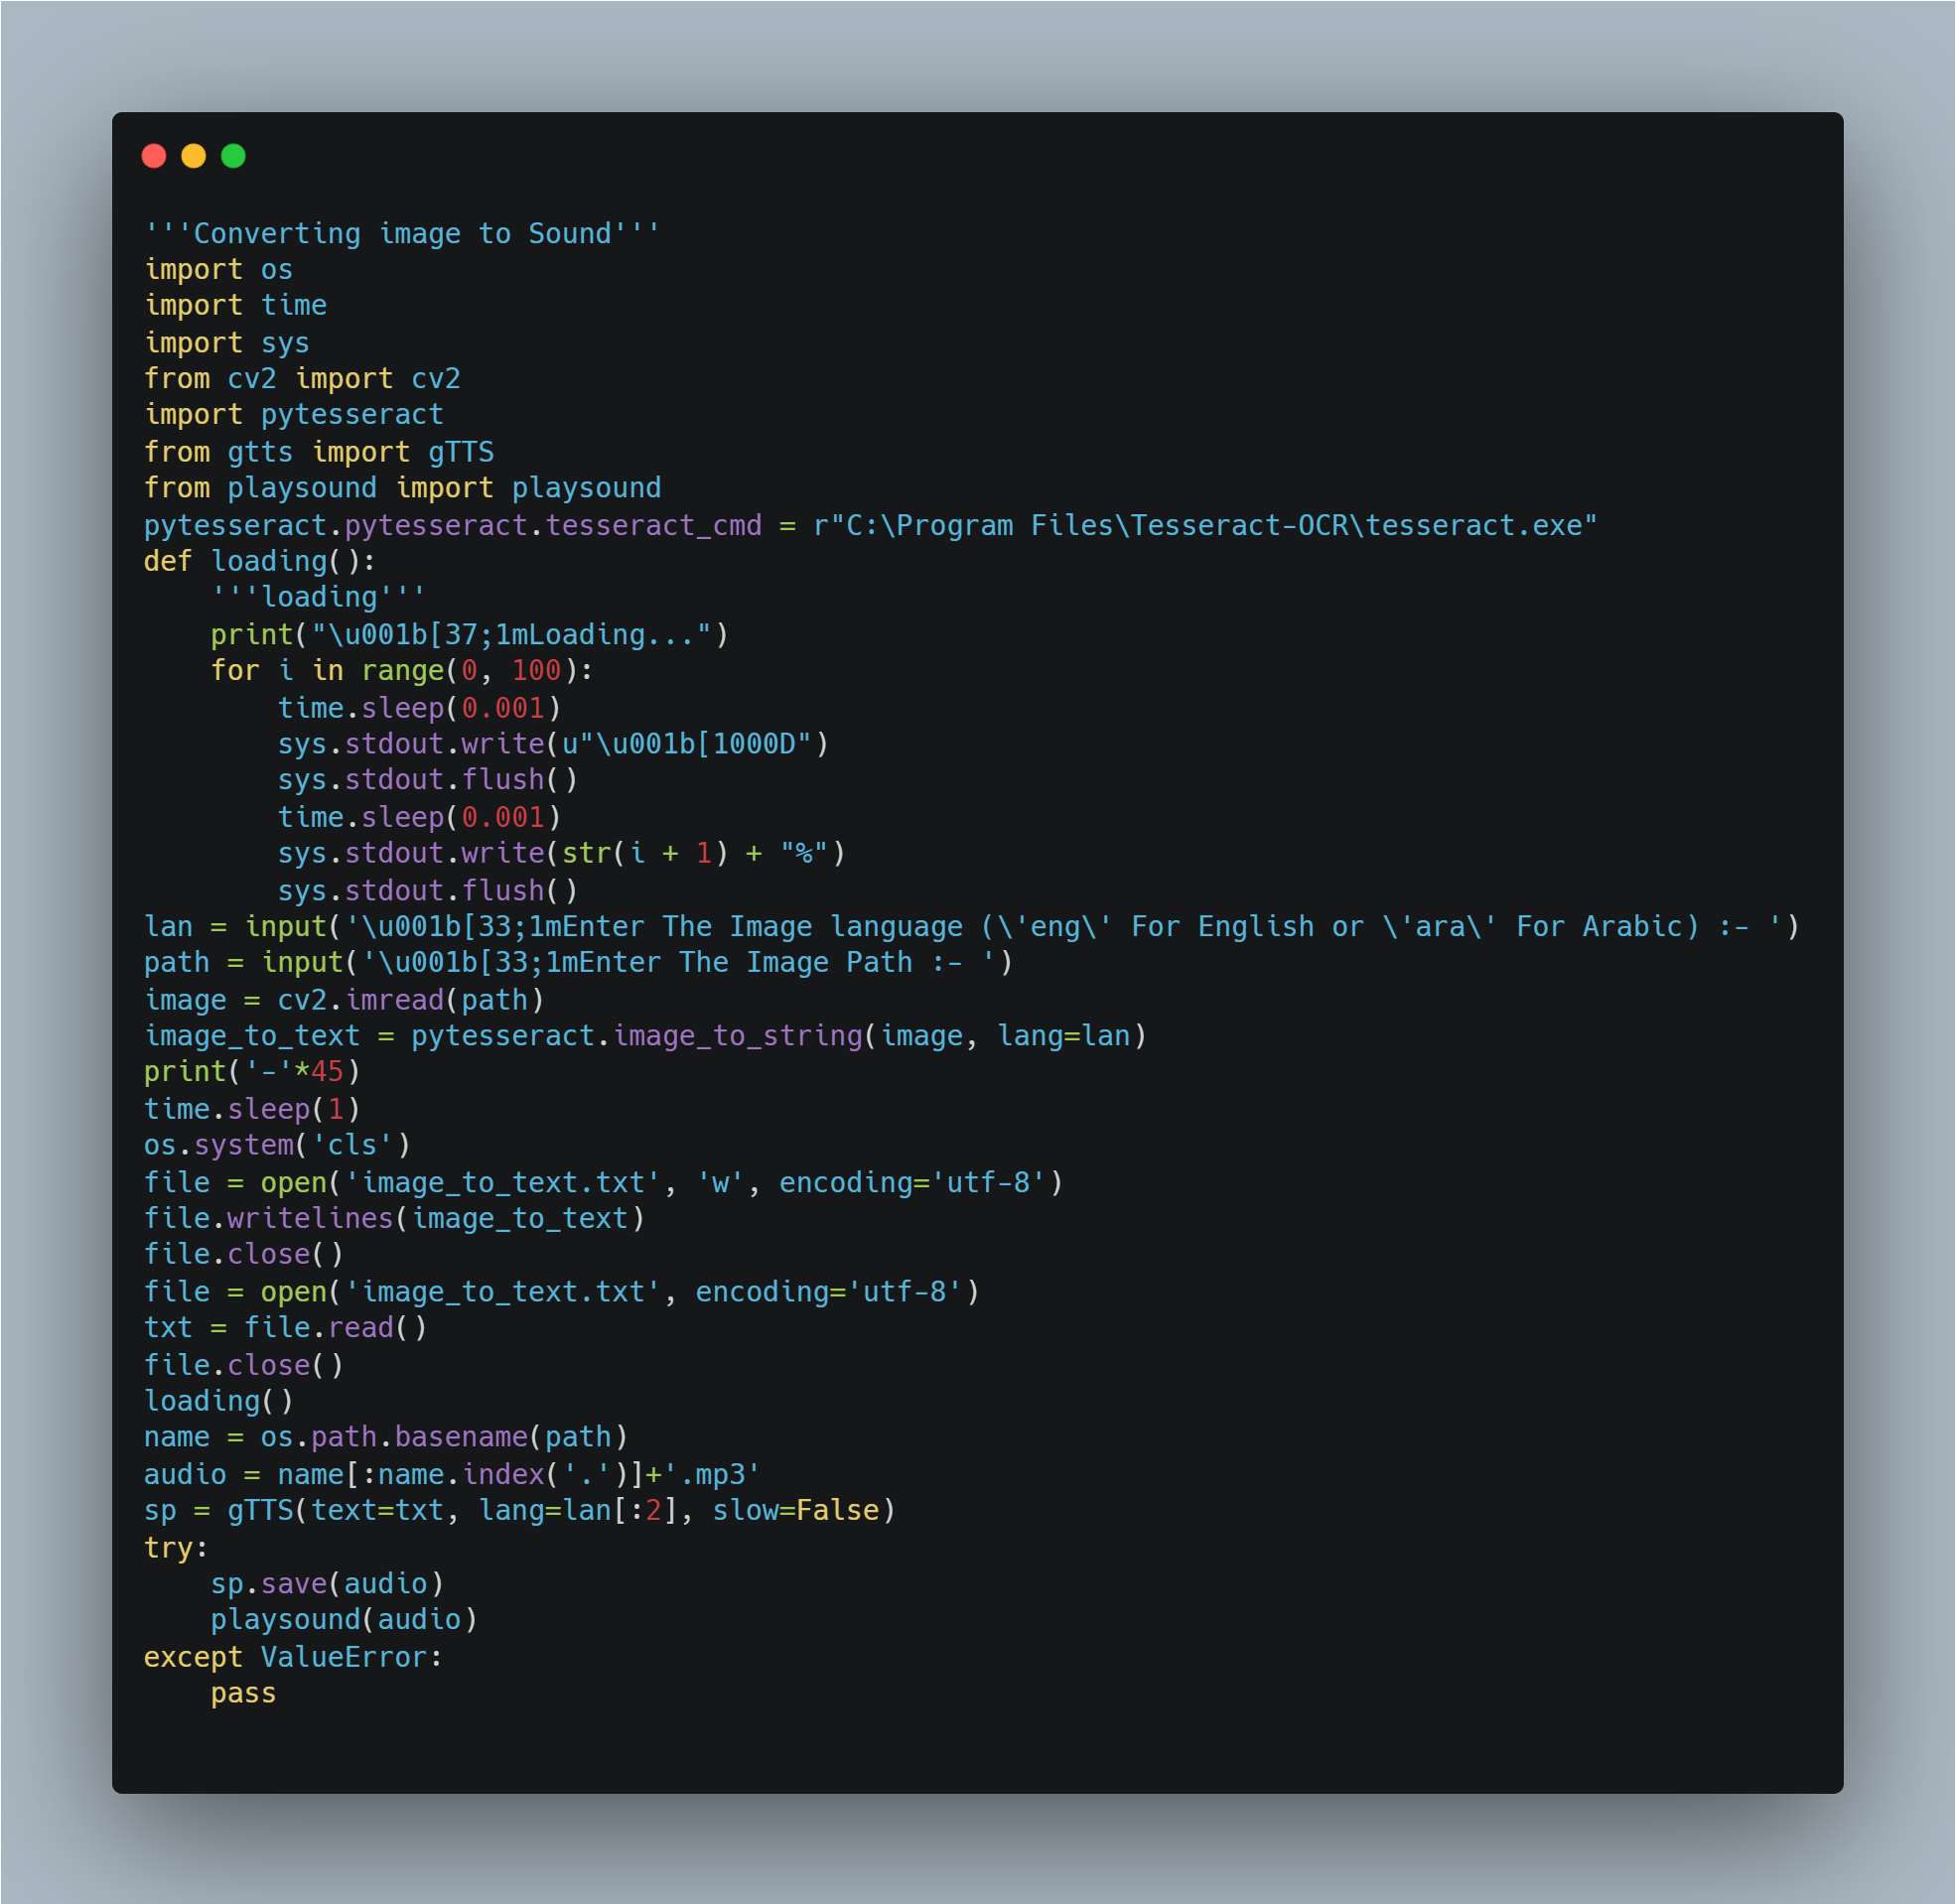 '''Converting image to Sound'''
import os
import time
import sys
from cv2 import cv2
import pytesseract
from gtts import gTTS
from playsound import playsound
pytesseract.pytesseract.tesseract_cmd = r"C:\Program Files\Tesseract-OCR\tesseract.exe"
def loading():
    '''loading'''
    print("\u001b[37;1mLoading...")
    for i in range(0, 100):
        time.sleep(0.001)
        sys.stdout.write(u"\u001b[1000D")
        sys.stdout.flush()
        time.sleep(0.001)
        sys.stdout.write(str(i + 1) + "%")
        sys.stdout.flush()
lan = input('\u001b[33;1mEnter The Image language (\'eng\' For English or \'ara\' For Arabic) :- ')
path = input('\u001b[33;1mEnter The Image Path :- ')
image = cv2.imread(path)
image_to_text = pytesseract.image_to_string(image, lang=lan)
print('-'*45)
time.sleep(1)
os.system('cls')
file = open('image_to_text.txt', 'w', encoding='utf-8')
file.writelines(image_to_text)
file.close()
file = open('image_to_text.txt', encoding='utf-8')
txt = file.read()
file.close()
loading()
name = os.path.basename(path)
audio = name[:name.index('.')]+'.mp3'
sp = gTTS(text=txt, lang=lan[:2], slow=False)
try:
    sp.save(audio)
    playsound(audio)
except ValueError:
    pass